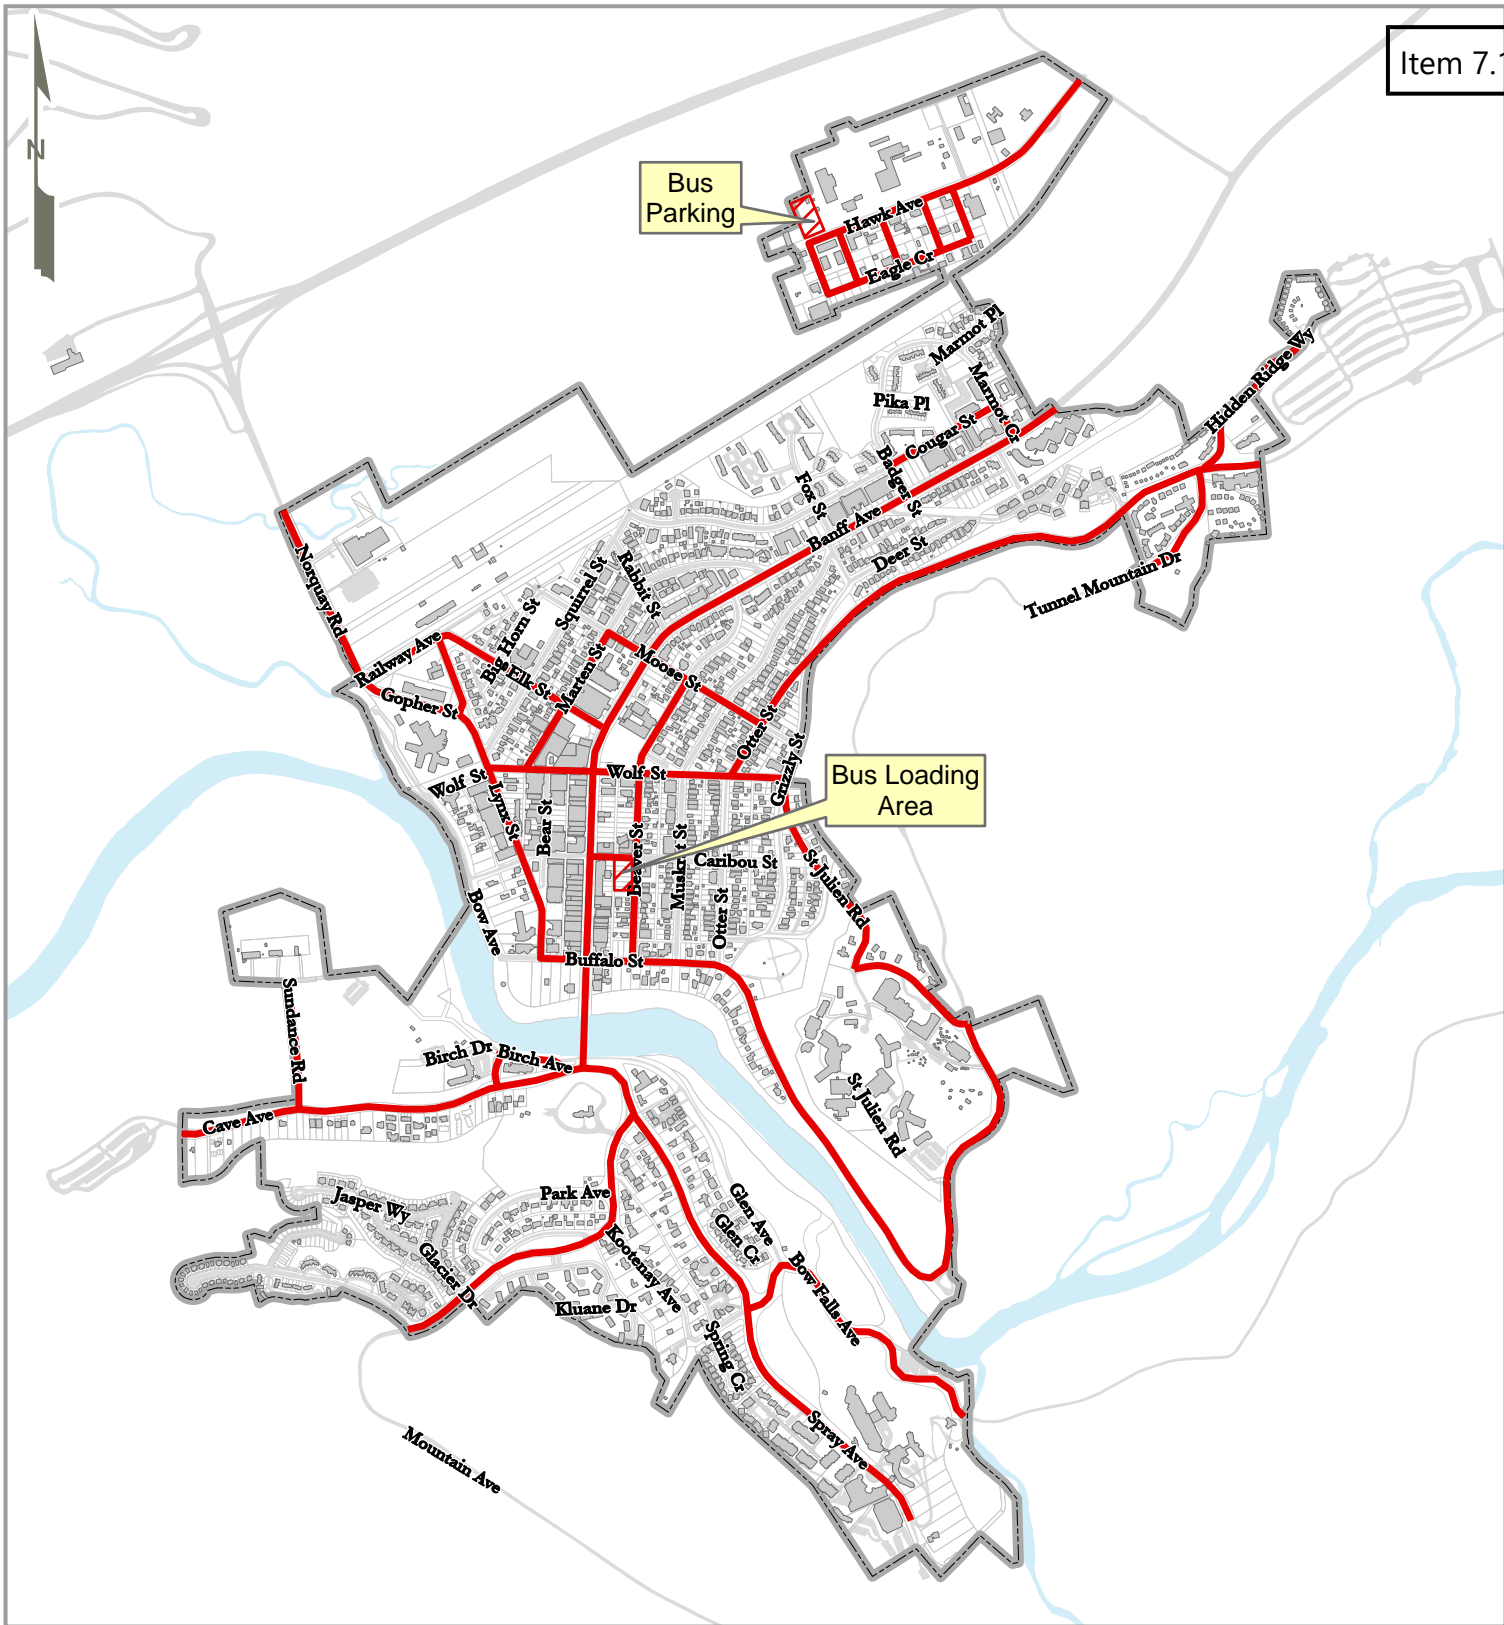 Item 7.1
N
Bus
Parking
Hawk Ave
Eagle Cr
Marmot Pl
Hidden Ridge Wy
Marmot Cr
Pika Pl
Cougar St
Badger St
Fox St
Banff Ave
Deer St
Tunnel Mountain Dr
Norquay Rd
Squirrel St
Rabbit St
Big Horn St
Railway Ave
Elk St
Marten St
Moose St
Gopher St
Otter St
Grizzly St
Wolf St
Wolf St
Bus Loading
Area
Lynx St
Bear St
Beaver St
Muskrat St
Caribou St
St Julien Rd
Otter St
Bow Ave
Buffalo St
Sundance Rd
Birch Dr
Birch Ave
St Julien Rd
Cave Ave
Jasper Wy
Park Ave
Glen Ave
Glen Cr
Kootenay Ave
Glacier Dr
Bow Falls Ave
Kluane Dr
Spring Cr
Spray Ave
Mountain Ave